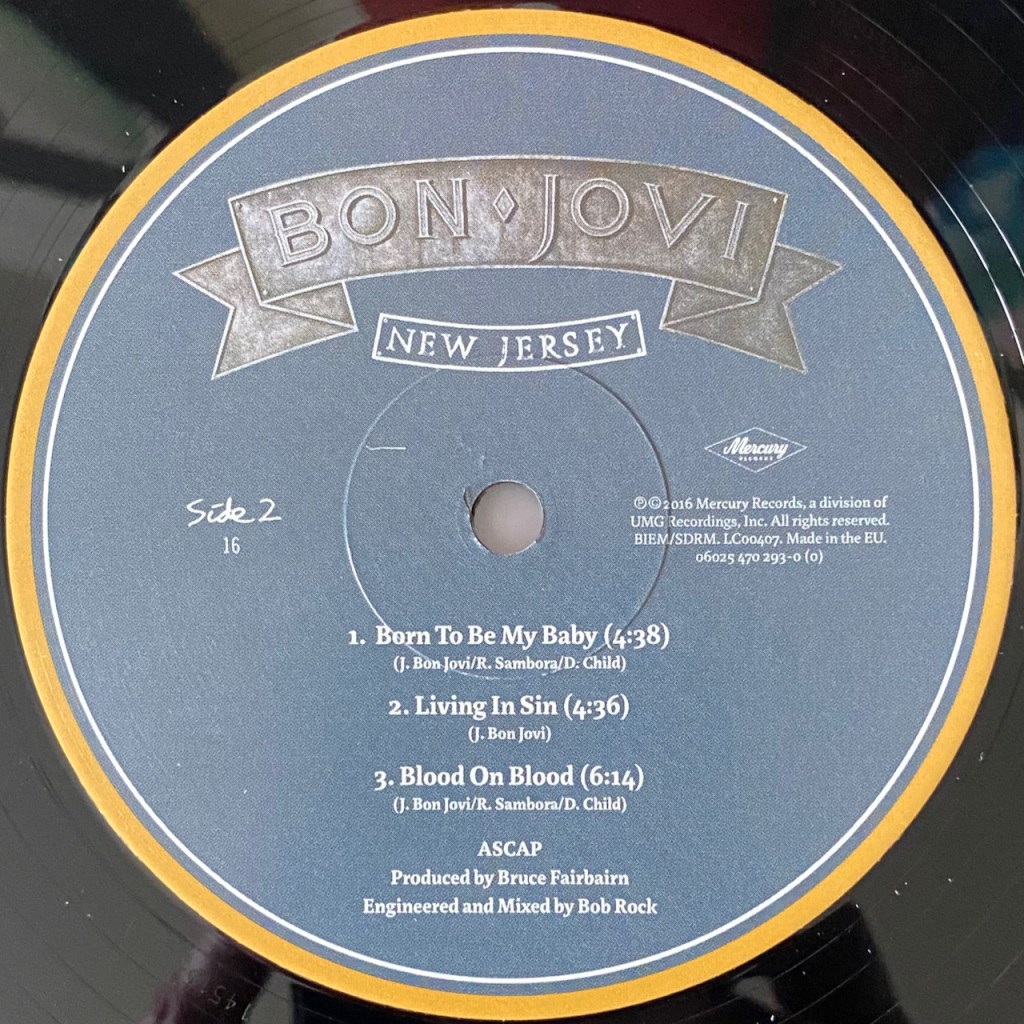 BON JOVI
NEW JERSEY
Mercury
RECORDS
Side 2
16
℗©2016 Mercury Records, a division of
UMG Recordings, Inc. All rights reserved.
BIEM/SDRM. LC00407. Made in the EU.
06025 470 293-0 (0)
1. Born To Be My Baby (4:38)
(J. Bon Jovi/R. Sambora/D. Child)
2. Living In Sin (4:36)
(J. Bon Jovi)
3. Blood On Blood (6:14)
(J. Bon Jovi/R. Sambora/D. Child)
ASCAP
Produced by Bruce Fairbairn
Engineered and Mixed by Bob Rock